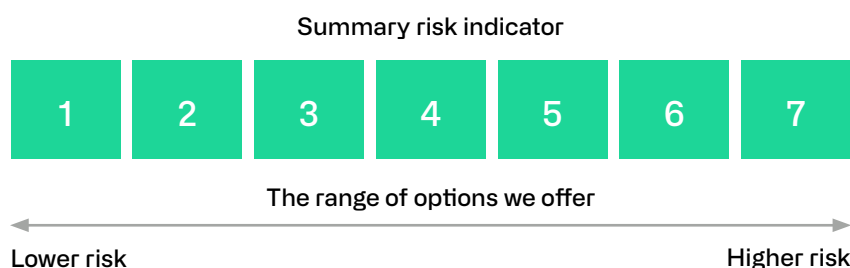 Summary risk indicator
1 2 3 4 5 6 7
The range of options we offer
Lower risk Higher risk